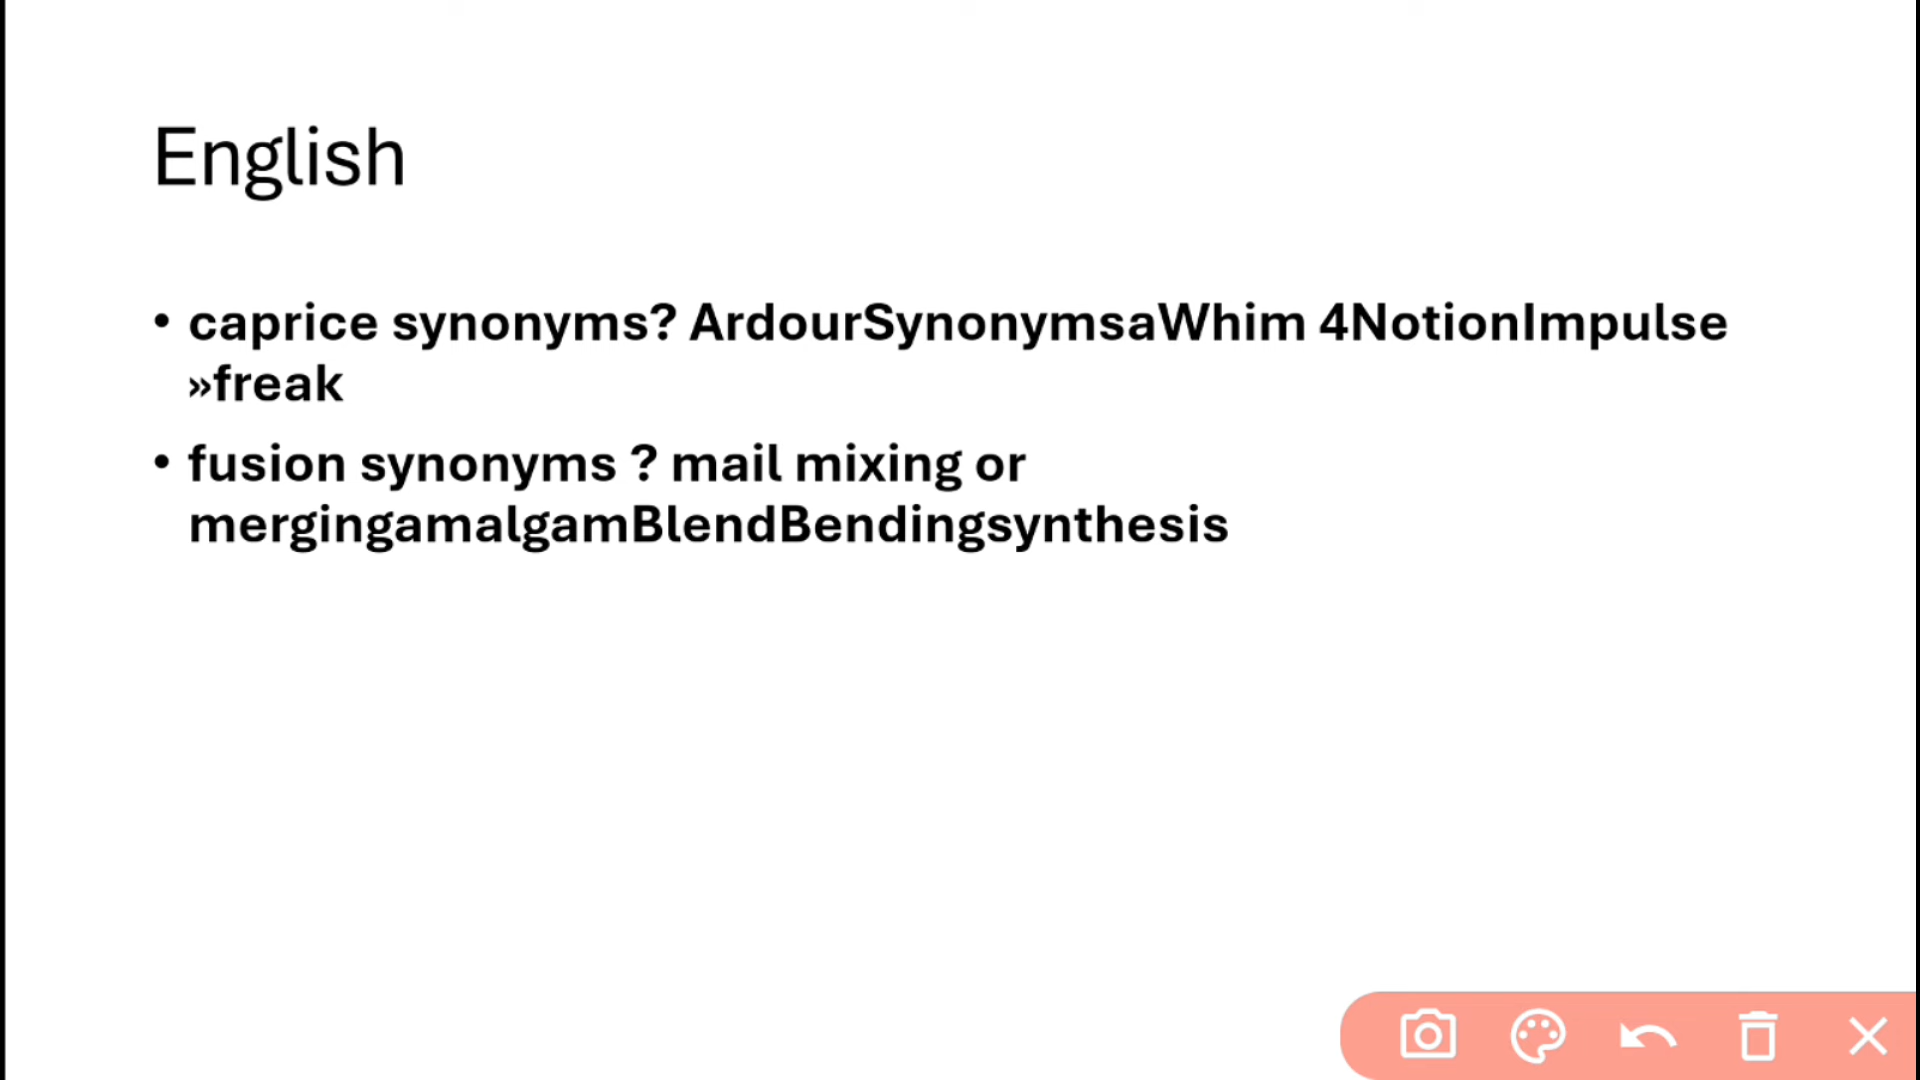 English
• caprice synonyms? ArdourSynonymsaWhim 4NotionImpulse
»freak
• fusion synonyms ? mail mixing or
mergingamalgamBlendBendingsynthesis